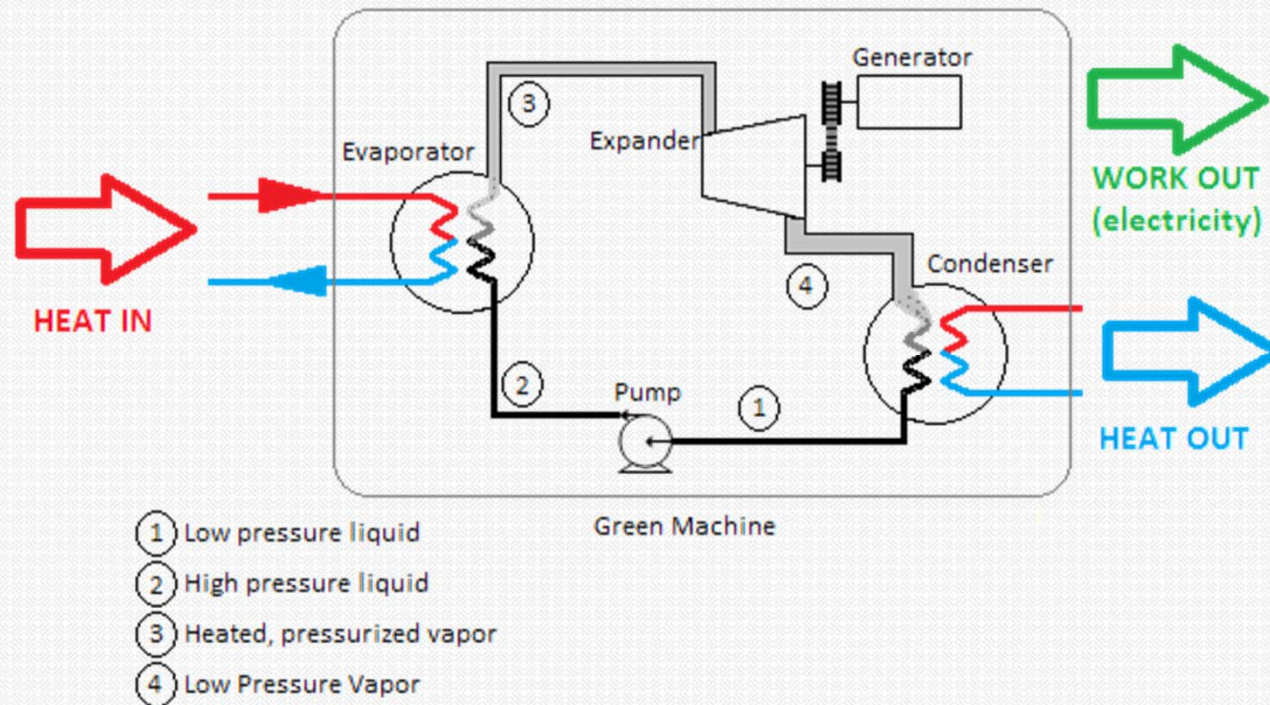 Generator
3
Expander
Evaporator
WORK OUT
(electricity)
Condenser
4
HEAT IN
2
Pump
1
HEAT OUT
Green Machine
1 Low pressure liquid
2 High pressure liquid
3 Heated, pressurized vapor
4 Low Pressure Vapor